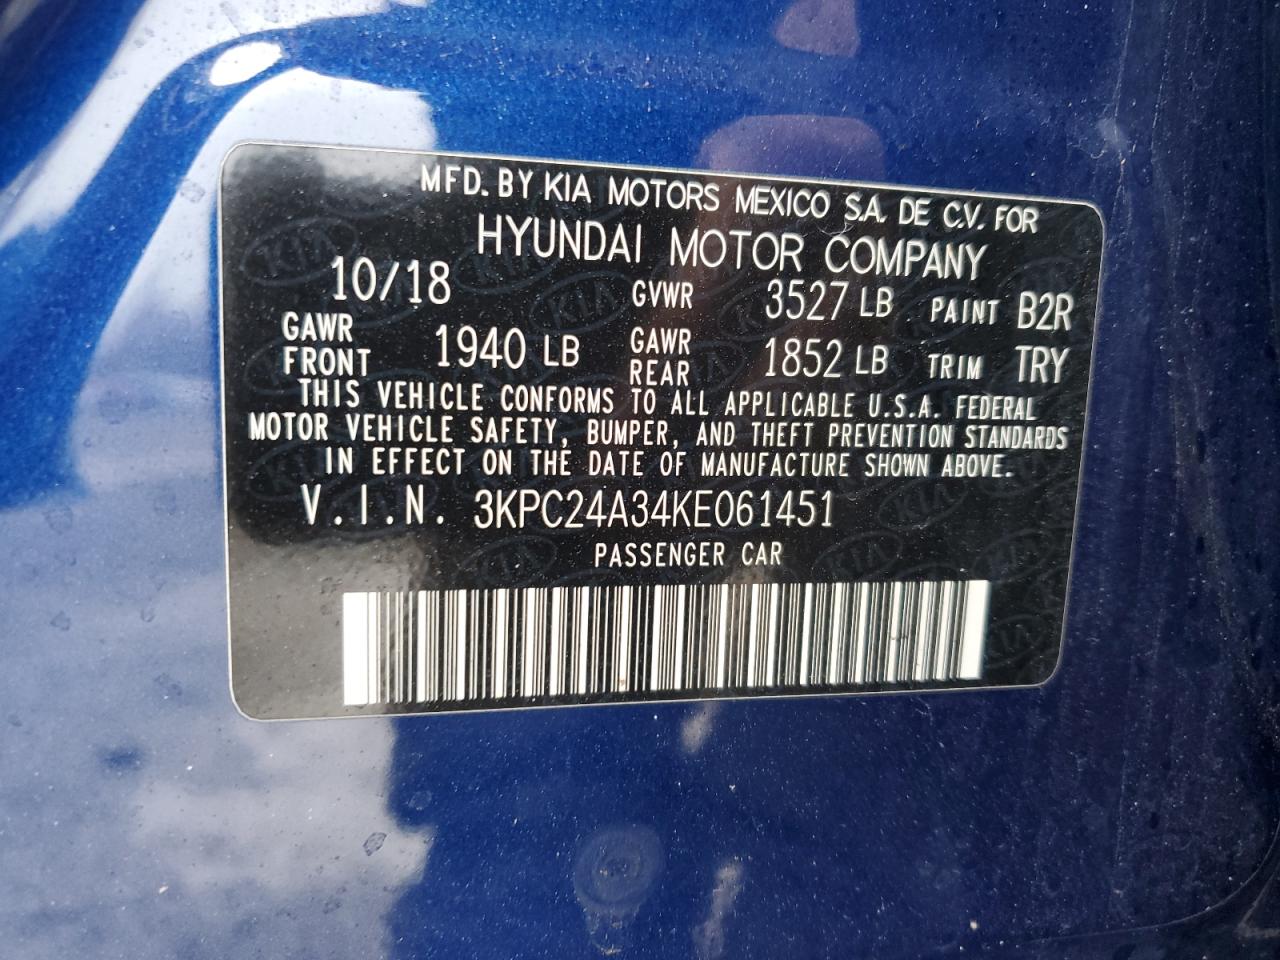 MFD. BY KIA MOTORS MEXICO S.A. DE C.V. FOR
HYUNDAI MOTOR COMPANY
10/18 GVWR 3527 LB PAINT B2R
GAWR FRONT 1940 LB GAWR REAR 1852 LB TRIM TRY
THIS VEHICLE CONFORMS TO ALL APPLICABLE U.S.A. FEDERAL
MOTOR VEHICLE SAFETY, BUMPER, AND THEFT PREVENTION STANDARDS
IN EFFECT ON THE DATE OF MANUFACTURE SHOWN ABOVE.
V.I.N. 3KPC24A34KE061451
PASSENGER CAR